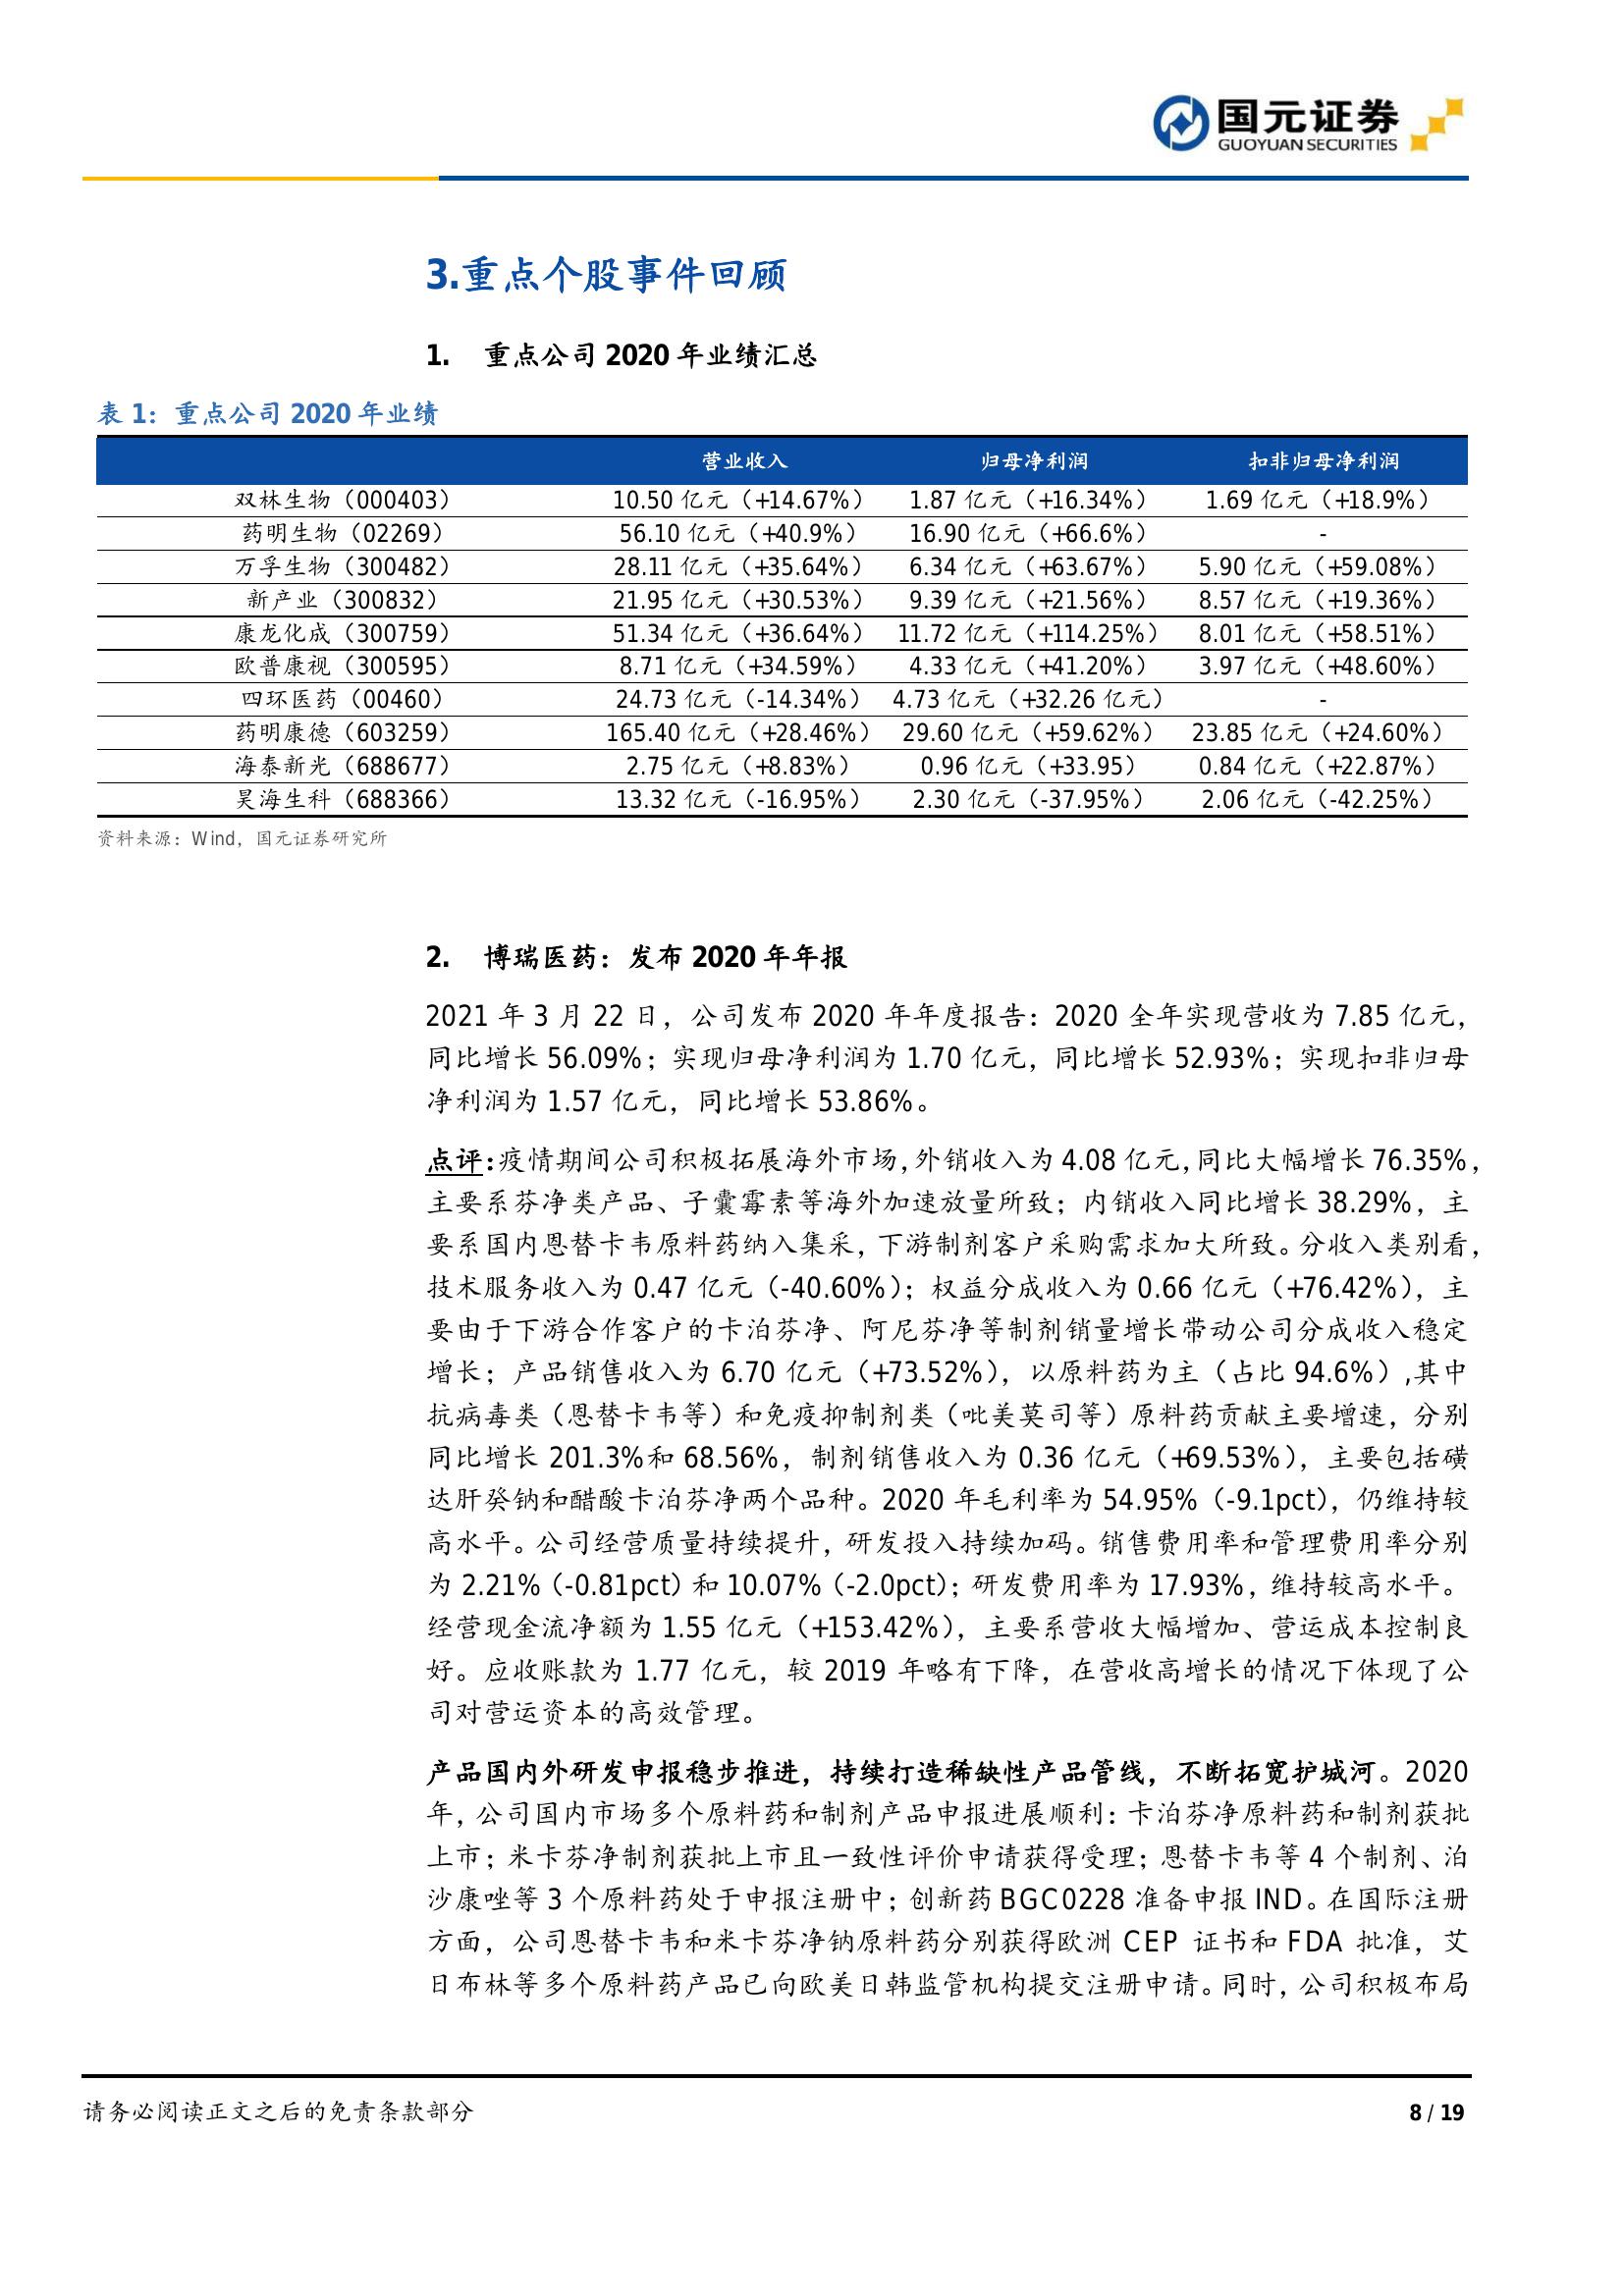 国元证券
GUOYUAN SECURITIES
3.重点个股事件回顾
1. 重点公司 2020 年业绩汇总
表 1：重点公司 2020 年业绩
营业收入 归母净利润 扣非归母净利润
双林生物（000403） 10.50 亿元（+14.67%） 1.87 亿元（+16.34%） 1.69 亿元（+18.9%）
药明生物（02269） 56.10 亿元（+40.9%） 16.90 亿元（+66.6%） -
万孚生物（300482） 28.11 亿元（+35.64%） 6.34 亿元（+63.67%） 5.90 亿元（+59.08%）
新产业（300832） 21.95 亿元（+30.53%） 9.39 亿元（+21.56%） 8.57 亿元（+19.36%）
康龙化成（300759） 51.34 亿元（+36.64%） 11.72 亿元（+114.25%） 8.01 亿元（+58.51%）
欧普康视（300595） 8.71 亿元（+34.59%） 4.33 亿元（+41.20%） 3.97 亿元（+48.60%）
四环医药（00460） 24.73 亿元（-14.34%） 4.73 亿元（+32.26 亿元） -
药明康德（603259） 165.40 亿元（+28.46%） 29.60 亿元（+59.62%） 23.85 亿元（+24.60%）
海泰新光（688677） 2.75 亿元（+8.83%） 0.96 亿元（+33.95） 0.84 亿元（+22.87%）
昊海生科（688366） 13.32 亿元（-16.95%） 2.30 亿元（-37.95%） 2.06 亿元（-42.25%）
资料来源：Wind，国元证券研究所
2. 博瑞医药：发布 2020 年年报
2021 年 3 月 22 日，公司发布 2020 年年度报告：2020 全年实现营收为 7.85 亿元，
同比增长 56.09%；实现归母净利润为 1.70 亿元，同比增长 52.93%；实现扣非归母
净利润为 1.57 亿元，同比增长 53.86%。
点评：疫情期间公司积极拓展海外市场，外销收入为 4.08 亿元，同比大幅增长 76.35%，
主要系芬净类产品、子囊霉素等海外加速放量所致；内销收入同比增长 38.29%，主
要系国内恩替卡韦原料药纳入集采，下游制剂客户采购需求加大所致。分收入类别看，
技术服务收入为 0.47 亿元（-40.60%）；权益分成收入为 0.66 亿元（+76.42%），主
要由于下游合作客户的卡泊芬净、阿尼芬净等制剂销量增长带动公司分成收入稳定
增长；产品销售收入为 6.70 亿元（+73.52%），以原料药为主（占比 94.6%）,其中
抗病毒类（恩替卡韦等）和免疫抑制剂类（吡美莫司等）原料药贡献主要增速，分别
同比增长 201.3%和 68.56%，制剂销售收入为 0.36 亿元（+69.53%），主要包括磺
达肝癸钠和醋酸卡泊芬净两个品种。2020 年毛利率为 54.95%（-9.1pct），仍维持较
高水平。公司经营质量持续提升，研发投入持续加码。销售费用率和管理费用率分别
为 2.21%（-0.81pct）和 10.07%（-2.0pct）；研发费用率为 17.93%，维持较高水平。
经营现金流净额为 1.55 亿元（+153.42%），主要系营收大幅增加、营运成本控制良
好。应收账款为 1.77 亿元，较 2019 年略有下降，在营收高增长的情况下体现了公
司对营运资本的高效管理。
产品国内外研发申报稳步推进，持续打造稀缺性产品管线，不断拓宽护城河。2020
年，公司国内市场多个原料药和制剂产品申报进展顺利：卡泊芬净原料药和制剂获批
上市；米卡芬净制剂获批上市且一致性评价申请获得受理；恩替卡韦等 4 个制剂、泊
沙康唑等 3 个原料药处于申报注册中；创新药 BGC0228 准备申报 IND。在国际注册
方面，公司恩替卡韦和米卡芬净钠原料药分别获得欧洲 CEP 证书和 FDA 批准，艾
日布林等多个原料药产品已向欧美日韩监管机构提交注册申请。同时，公司积极布局
请务必阅读正文之后的免责条款部分 8 / 19